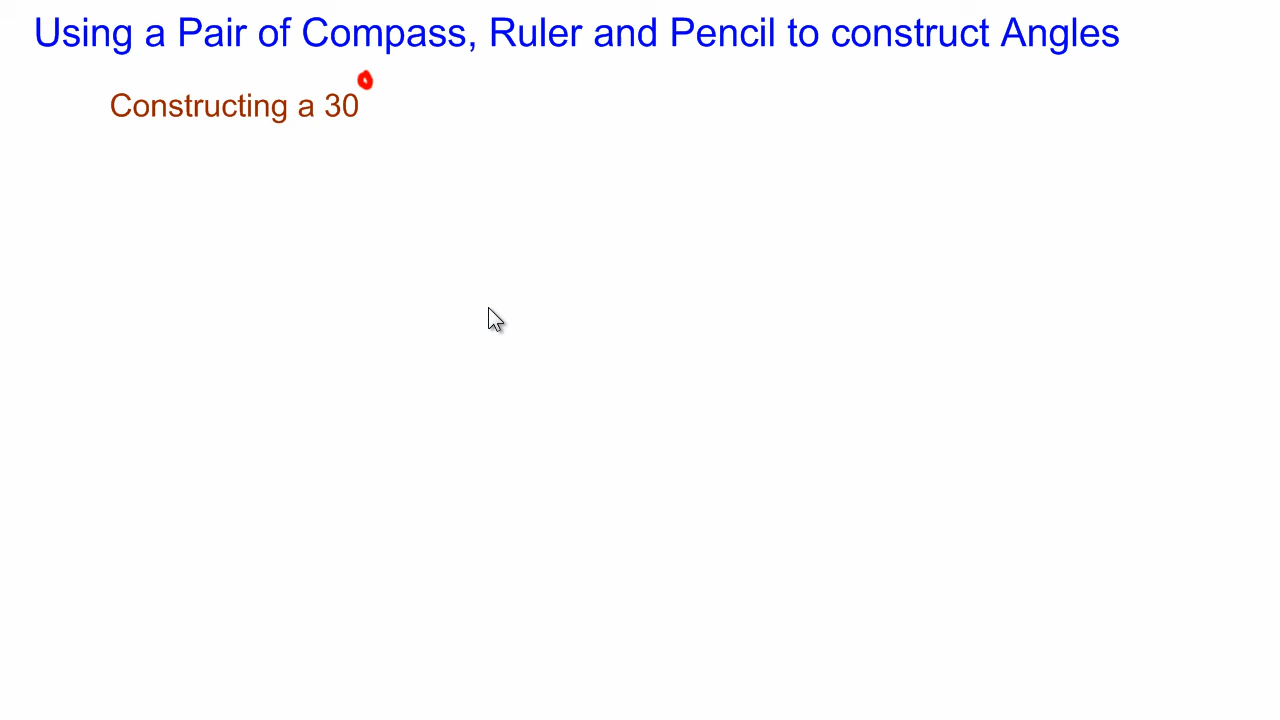 Using a Pair of Compass, Ruler and Pencil to construct Angles
Constructing a 30°